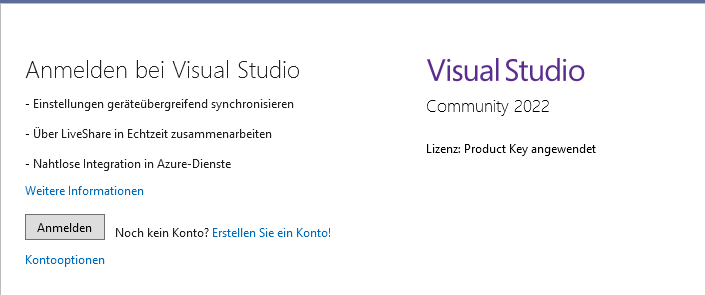 Anmelden bei Visual Studio
- Einstellungen geräteübergreifend synchronisieren
- Über LiveShare in Echtzeit zusammenarbeiten
- Nahtlose Integration in Azure-Dienste
Weitere Informationen
Anmelden
Noch kein Konto? Erstellen Sie ein Konto!
Kontooptionen
Visual Studio
Community 2022
Lizenz: Product Key angewendet